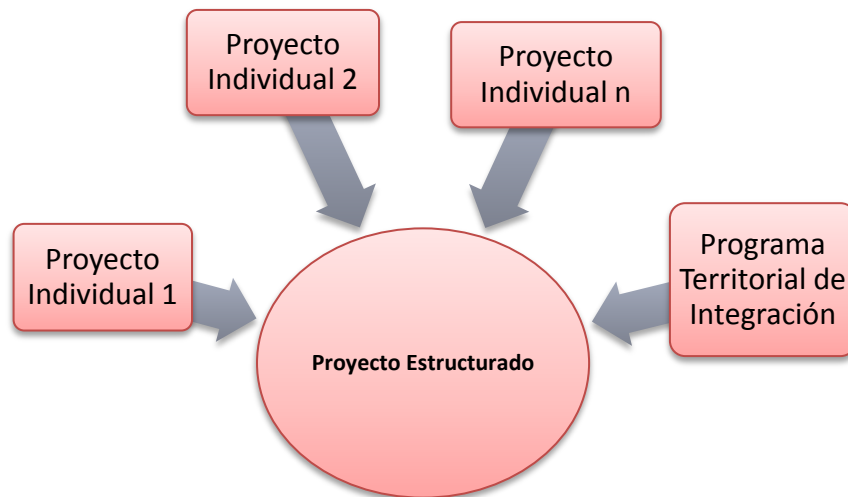 Proyecto
Individual 2
Proyecto
Individual n
Proyecto
Individual 1
Programa
Territorial de
Integración
Proyecto Estructurado